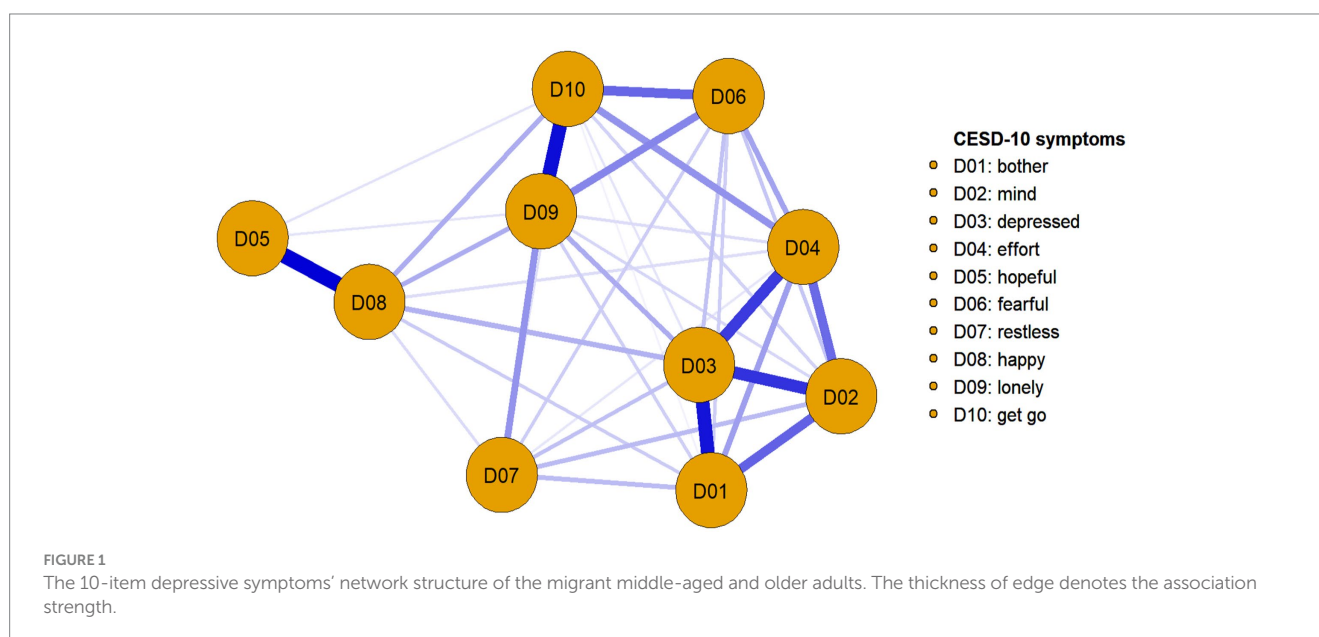 D10
D06
D09
D05
D04
D08
D03
D02
D07
D01
CESD-10 symptoms
D01: bother
D02: mind
D03: depressed
D04: effort
D05: hopeful
D06: fearful
D07: restless
D08: happy
D09: lonely
D10: get go
FIGURE 1
The 10-item depressive symptoms’ network structure of the migrant middle-aged and older adults. The thickness of edge denotes the association
strength.